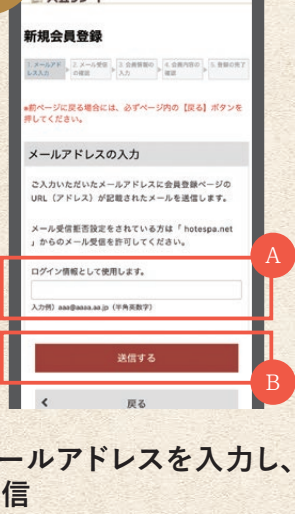 新規会員登録
1. メールアドレス入力
2. メール受信の確認
3. 会員情報の入力
4. 会員内容の確認
5. 登録の完了
※前ページに戻る場合には、必ずページ内の【戻る】ボタンを
押してください。
メールアドレスの入力
ご入力いただいたメールアドレスに会員登録ページの
URL（アドレス）が記載されたメールを送信します。
メール受信拒否設定をされている方は「 hotespa.net
」からのメール受信を許可してください。
A
ログイン情報として使用します。
入力例）aaa@aaaa.aa.jp（半角英数字）
送信する
B
戻る
ールアドレスを入力し、
信